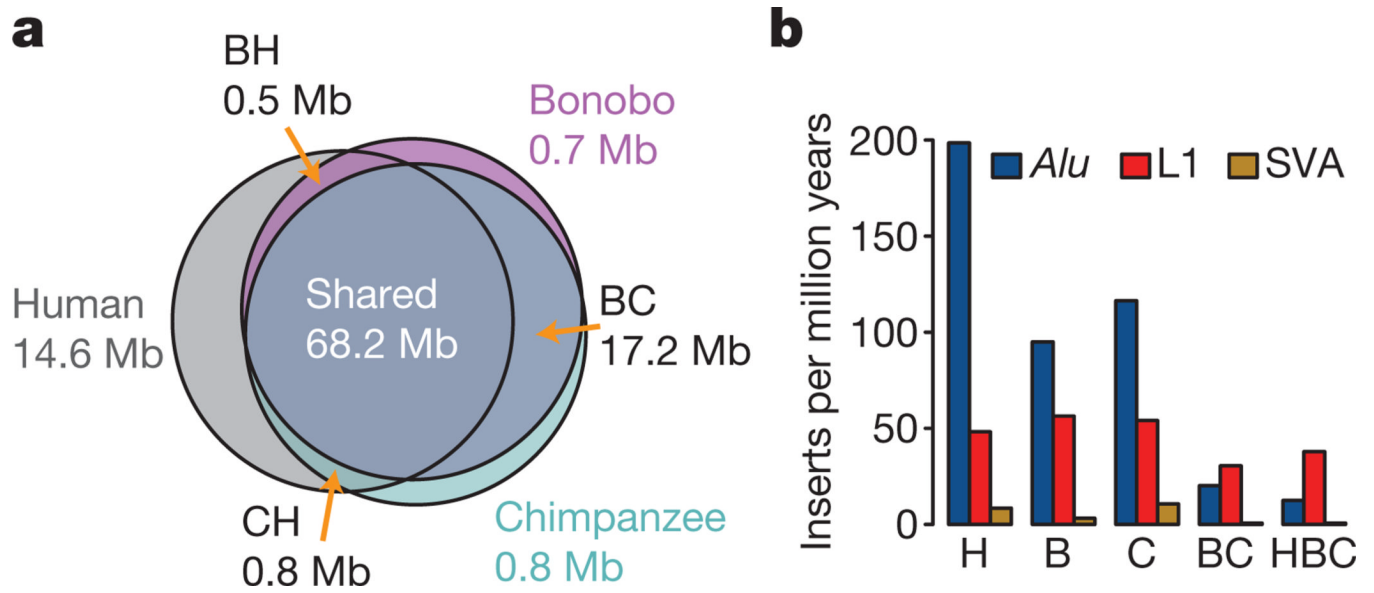 a
BH
0.5 Mb
Bonobo
0.7 Mb
Human
14.6 Mb
Shared
68.2 Mb
BC
17.2 Mb
CH
0.8 Mb
Chimpanzee
0.8 Mb
b
Inserts per million years
200
150
100
50
0
Alu L1 SVA
H B C BC HBC